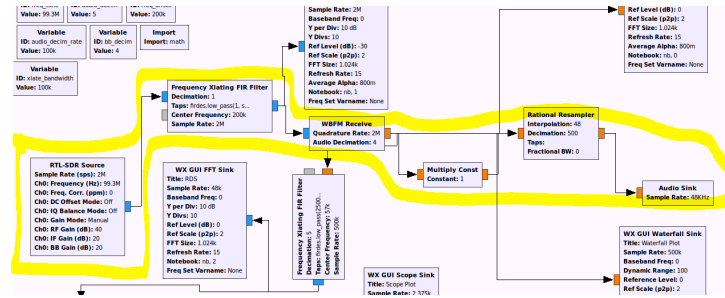 Value: 99.3M
Value: 5
Value: 200k
Variable
ID: audio_decim_rate
Value: 100k
Variable
ID: bb_decim
Value: 4
Import
Import: math
Variable
ID: xlate_bandwidth
Value: 100k
Frequency Xlating FIR Filter
Decimation: 1
Taps: firdes.low_pass(1, s...
Center Frequency: 200k
Sample Rate: 2M
Sample Rate: 2M
Baseband Freq: 0
Y per Div: 10 dB
Y Divs: 10
Ref Level (dB): -30
Ref Scale (p2p): 2
FFT Size: 1.024k
Refresh Rate: 15
Average Alpha: 800m
Notebook: nb, 1
Freq Set Varname: None
Ref Level (dB): 0
Ref Scale (p2p): 2
FFT Size: 1.024k
Refresh Rate: 15
Average Alpha: 800m
Notebook: nb, 0
Freq Set Varname: None
WBFM Receive
Quadrature Rate: 2M
Audio Decimation: 4
Rational Resampler
Interpolation: 48
Decimation: 500
Taps:
Fractional BW: 0
Multiply Const
Constant: 1
Audio Sink
Sample Rate: 48KHz
RTL-SDR Source
Sample Rate (sps): 2M
Ch0: Frequency (Hz): 99.3M
Ch0: Freq. Corr. (ppm): 0
Ch0: DC Offset Mode: Off
Ch0: IQ Balance Mode: Off
Ch0: Gain Mode: Manual
Ch0: RF Gain (dB): 40
Ch0: IF Gain (dB): 20
Ch0: BB Gain (dB): 20
WX GUI FFT Sink
Title: RDS
Sample Rate: 48k
Baseband Freq: 0
Y per Div: 10 dB
Y Divs: 10
Ref Level (dB): 0
Ref Scale (p2p): 2
FFT Size: 1.024k
Refresh Rate: 15
Notebook: nb, 2
Freq Set Varname: None
Frequency Xlating FIR Filter
Decimation: 5
Taps: firdes.low_pass(2500...
Center Frequency: 57k
Sample Rate: 500k
WX GUI Scope Sink
Title: Scope Plot
Sample Rate: 2.375k
WX GUI Waterfall Sink
Title: Waterfall Plot
Sample Rate: 500k
Baseband Freq: 0
Dynamic Range: 100
Reference Level: 0
Ref Scale (p2p): 2